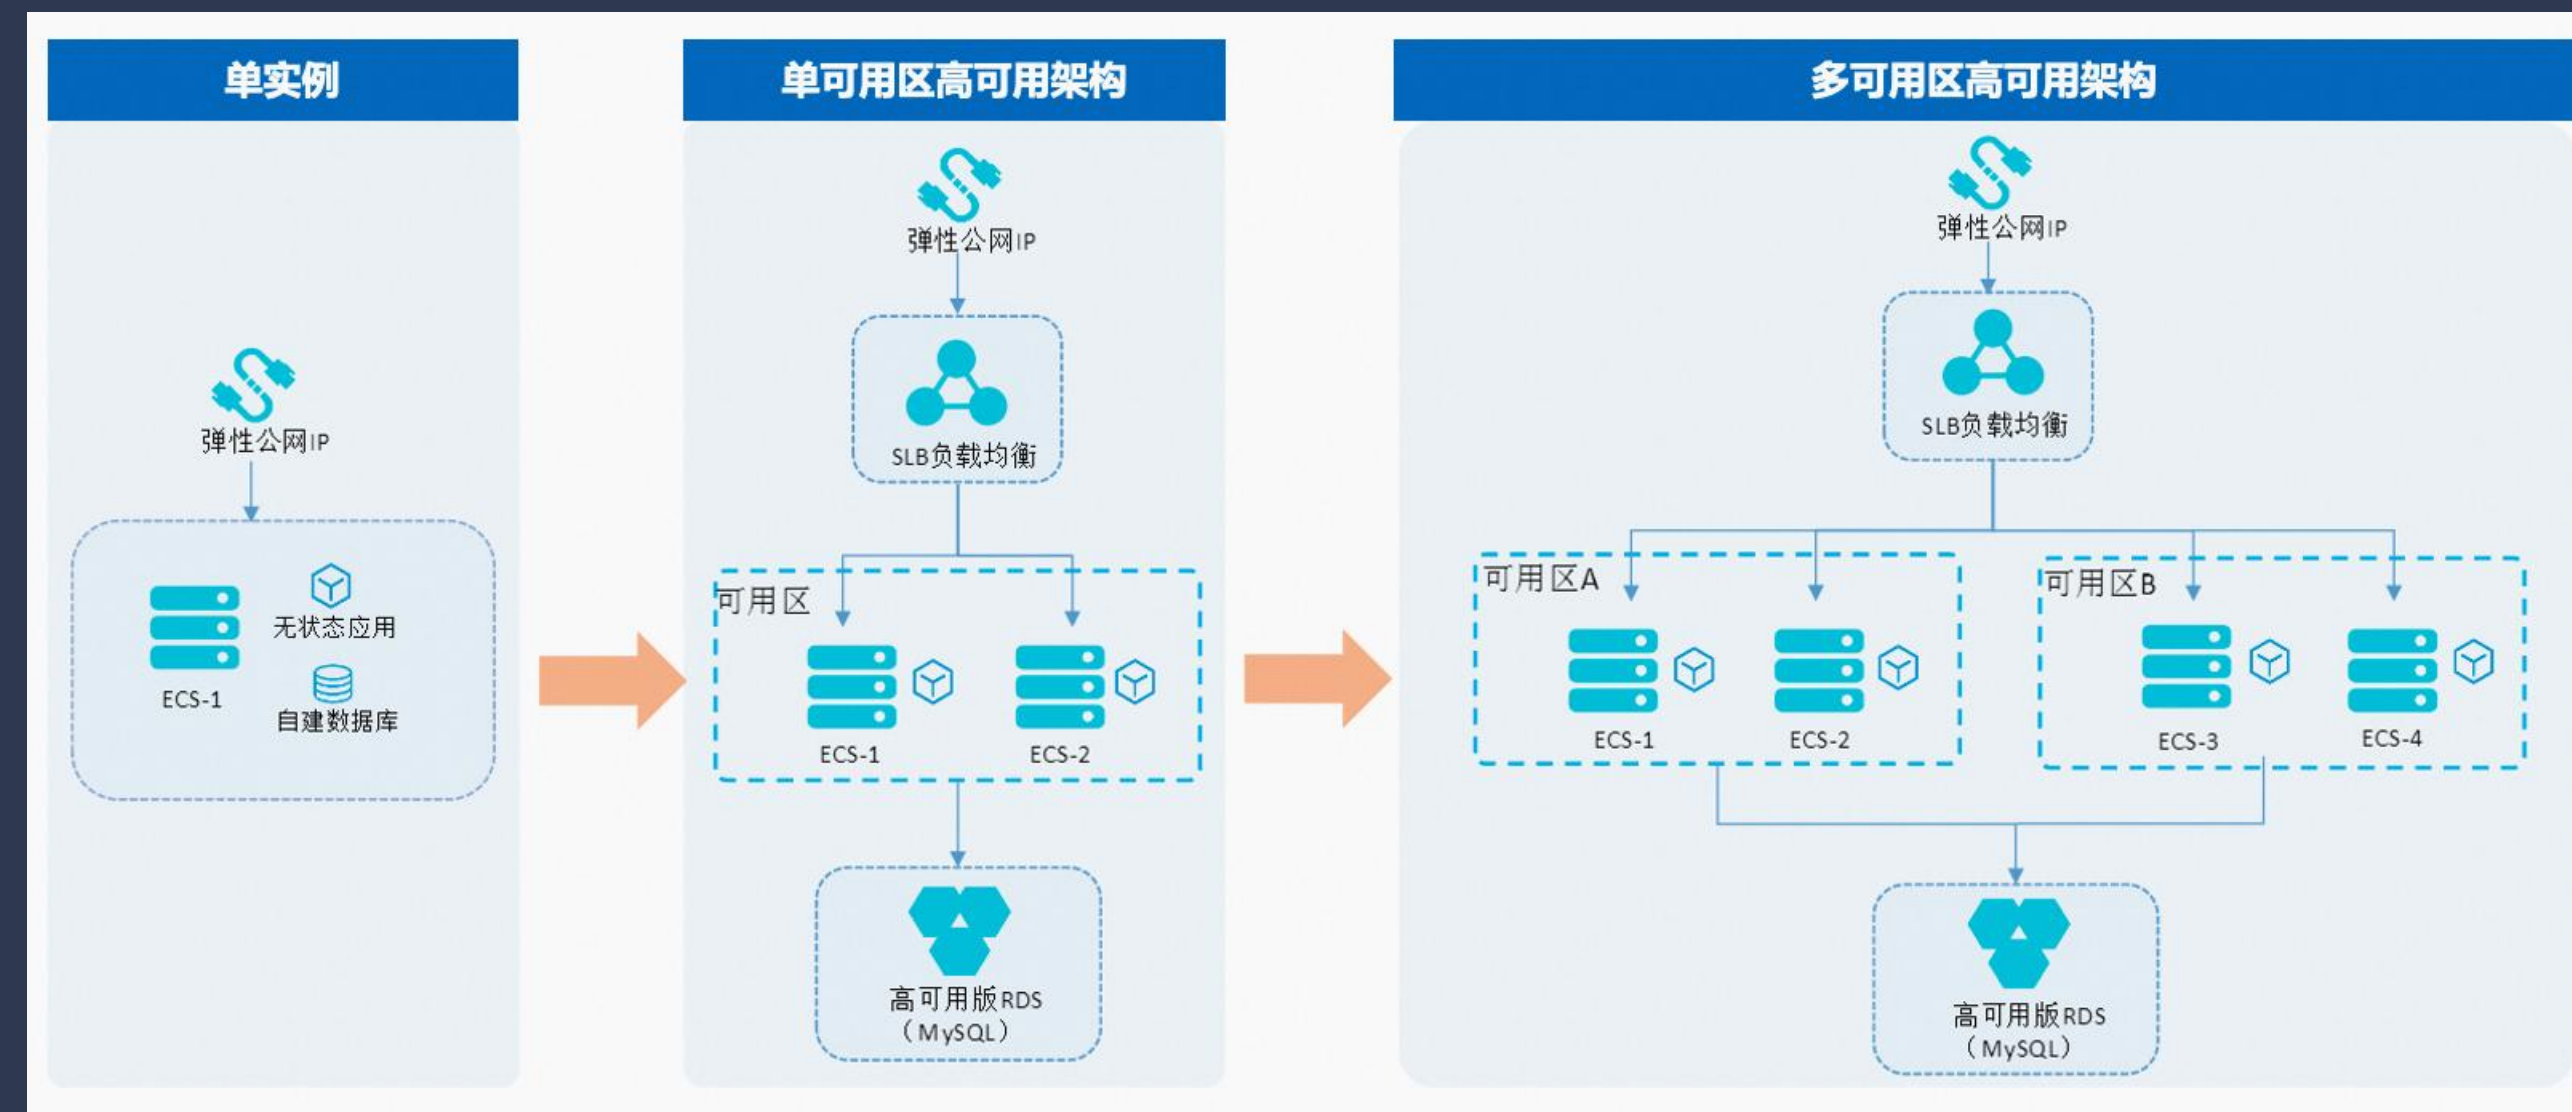 单实例
弹性公网IP
无状态应用
ECS-1
自建数据库
单可用区高可用架构
弹性公网IP
SLB负载均衡
可用区
ECS-1
ECS-2
高可用版RDS
（MySQL）
多可用区高可用架构
弹性公网IP
SLB负载均衡
可用区A
ECS-1
ECS-2
可用区B
ECS-3
ECS-4
高可用版RDS
（MySQL）